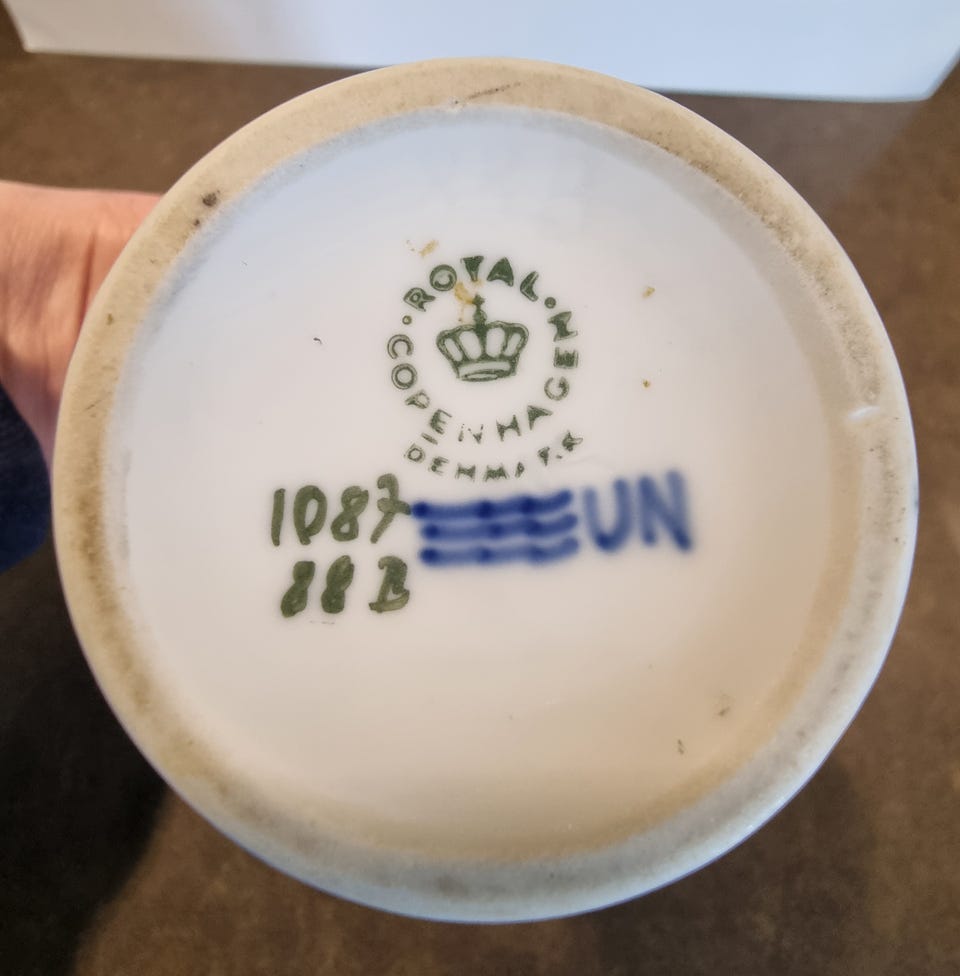 ROYAL
COPENHAGEN
DENMARK
1087 UN
88 B